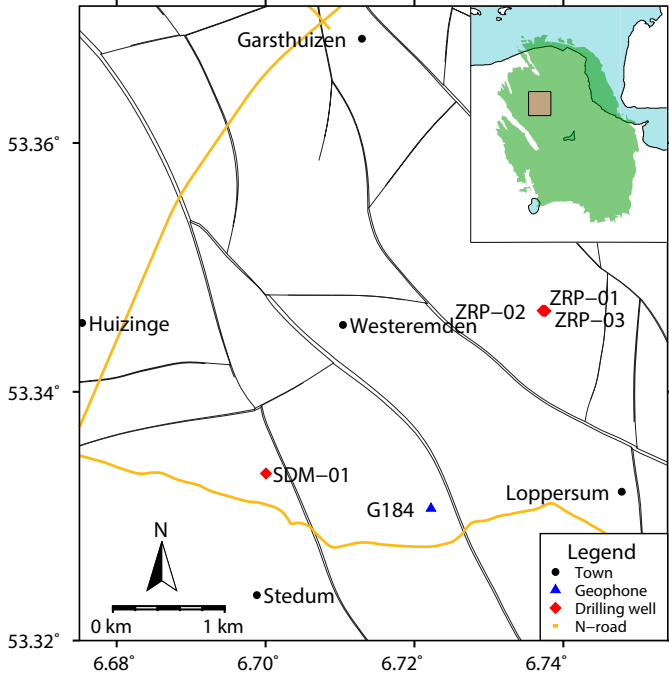 Garsthuizen
53.36°
ZRP−01
ZRP−02
ZRP−03
Huizinge
Westeremden
53.34°
SDM−01
Loppersum
G184
N
Stedum
0 km
1 km
Legend
Town
Geophone
Drilling well
N−road
53.32°
6.68°
6.70°
6.72°
6.74°